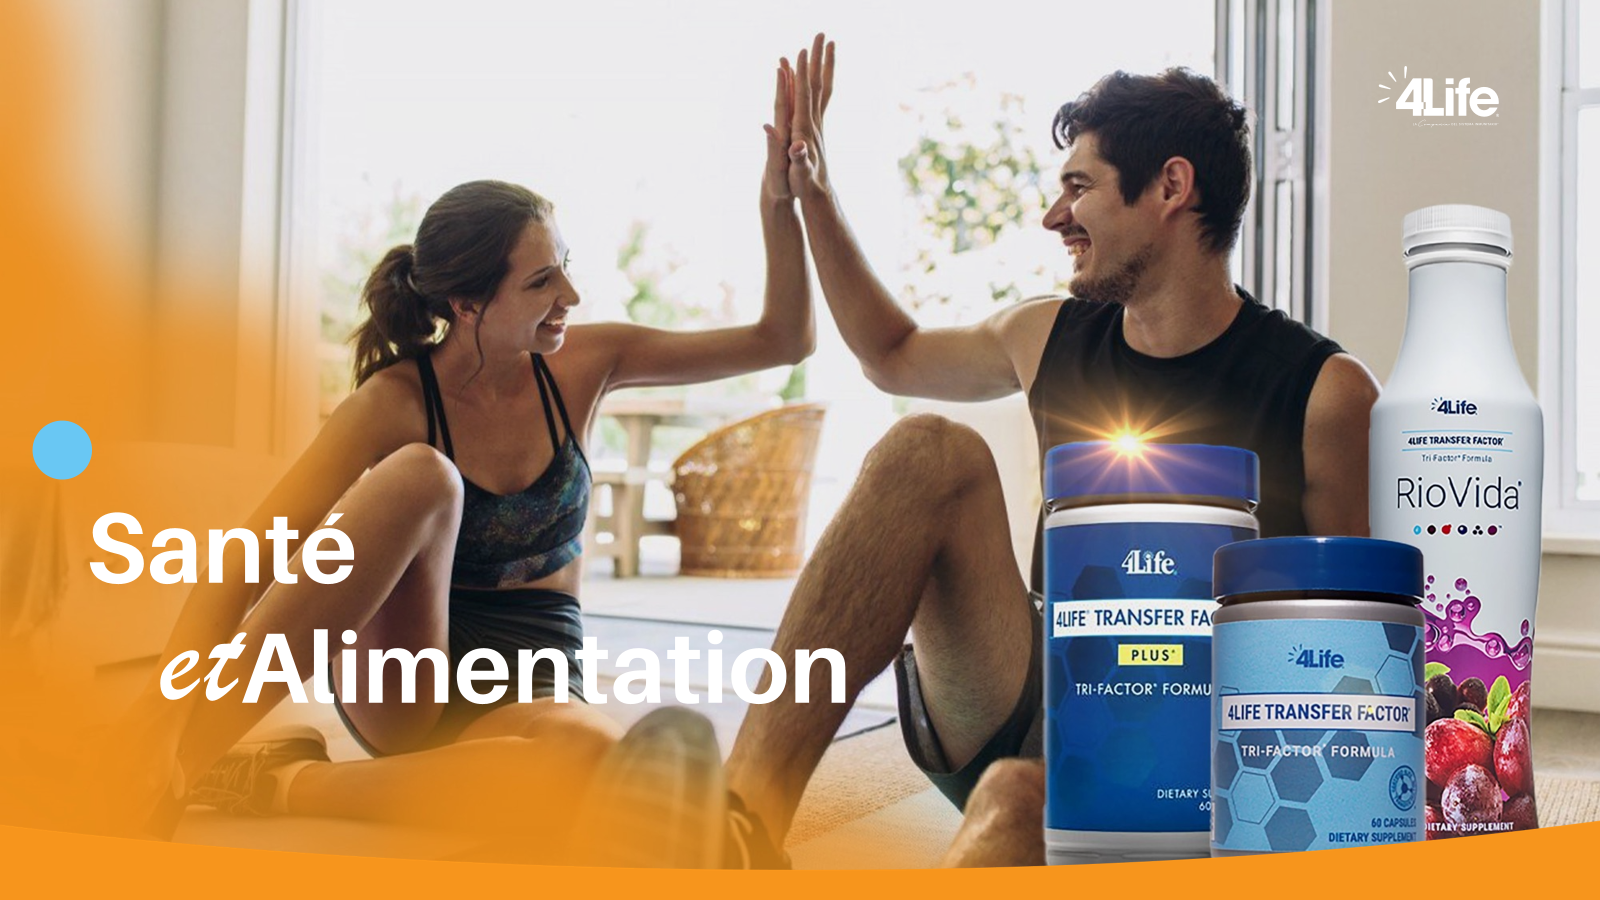 4Life
Santé
et Alimentation
4Life
4LIFE TRANSFER FACTOR
Tri-Factor® Formula
RioVida
DIETARY SUPPLEMENT
4Life
4LIFE® TRANSFER FAC
PLUS
TRI-FACTOR® FORMU
DIETARY SU
60
4Life
4LIFE TRANSFER FACTOR
TRI-FACTOR® FORMULA
60 CAPSULES
DIETARY SUPPLEMENT